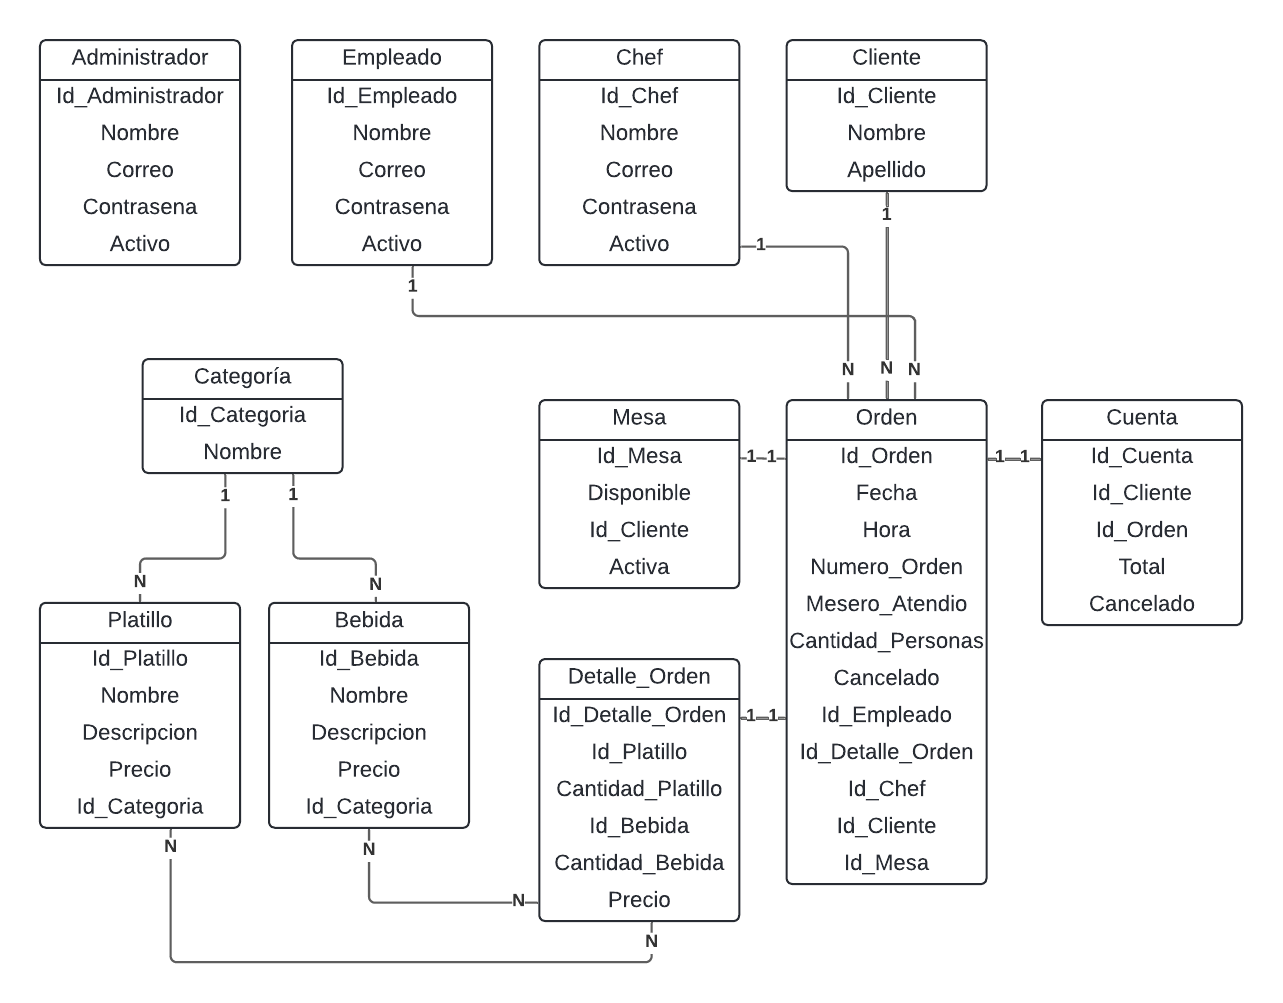 Administrador
Id_Administrador
Nombre
Correo
Contrasena
Activo
Empleado
Id_Empleado
Nombre
Correo
Contrasena
Activo
1
Chef
Id_Chef
Nombre
Correo
Contrasena
Activo
1
Cliente
Id_Cliente
Nombre
Apellido
1
N
N
N
Categoría
Id_Categoria
Nombre
1
1
N
N
Mesa
Id_Mesa
Disponible
Id_Cliente
Activa
1
1
Orden
Id_Orden
Fecha
Hora
Numero_Orden
Mesero_Atendio
Cantidad_Personas
Cancelado
Id_Empleado
Id_Detalle_Orden
Id_Chef
Id_Cliente
Id_Mesa
1
1
Cuenta
Id_Cuenta
Id_Cliente
Id_Orden
Total
Cancelado
Platillo
Id_Platillo
Nombre
Descripcion
Precio
Id_Categoria
N
Bebida
Id_Bebida
Nombre
Descripcion
Precio
Id_Categoria
N
N
Detalle_Orden
Id_Detalle_Orden
Id_Platillo
Cantidad_Platillo
Id_Bebida
Cantidad_Bebida
Precio
1
1
N